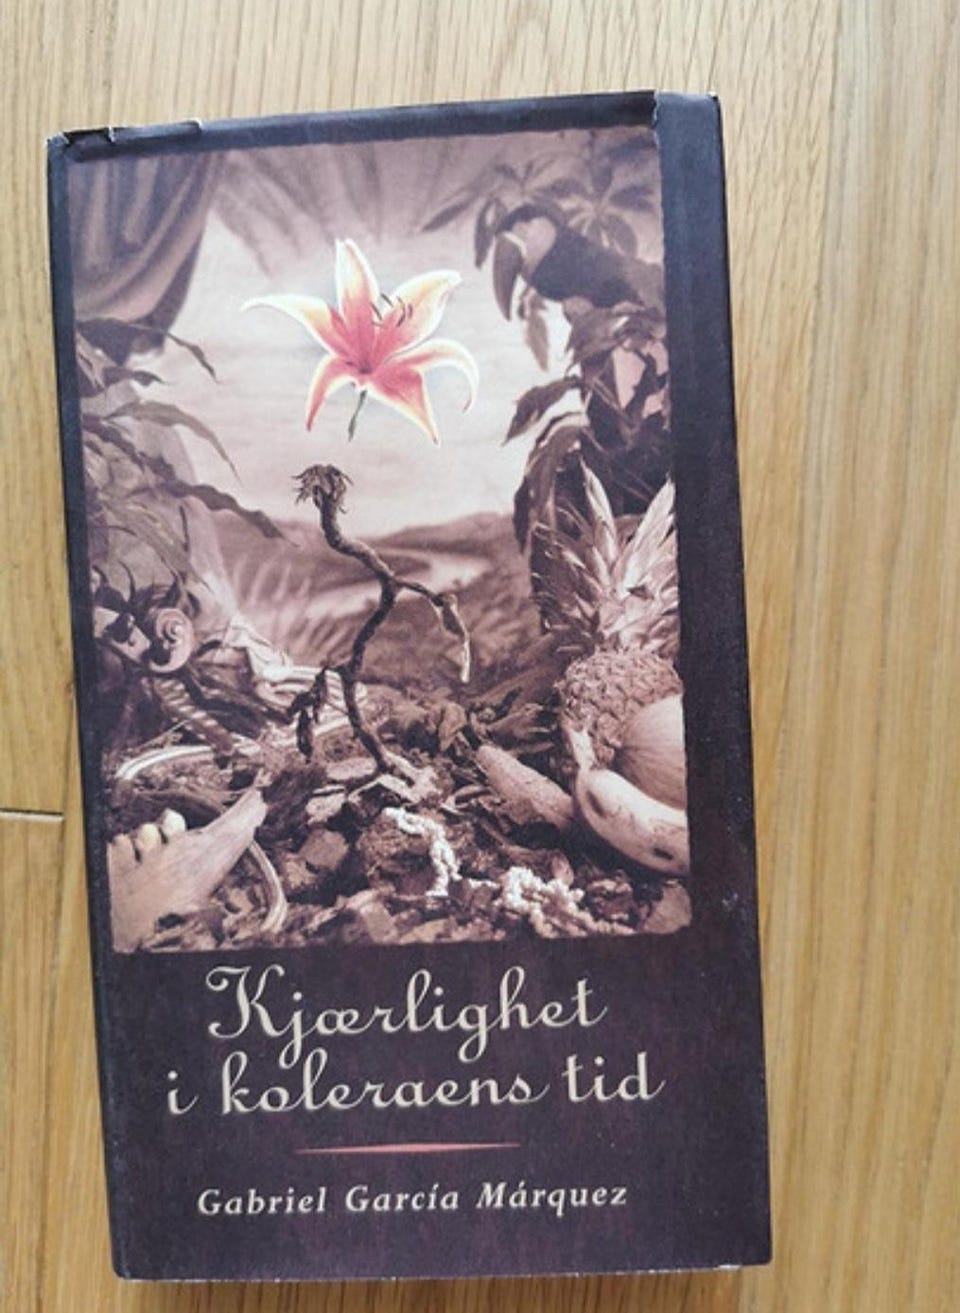 Kjærlighet
i koleraens tid
Gabriel García Márquez